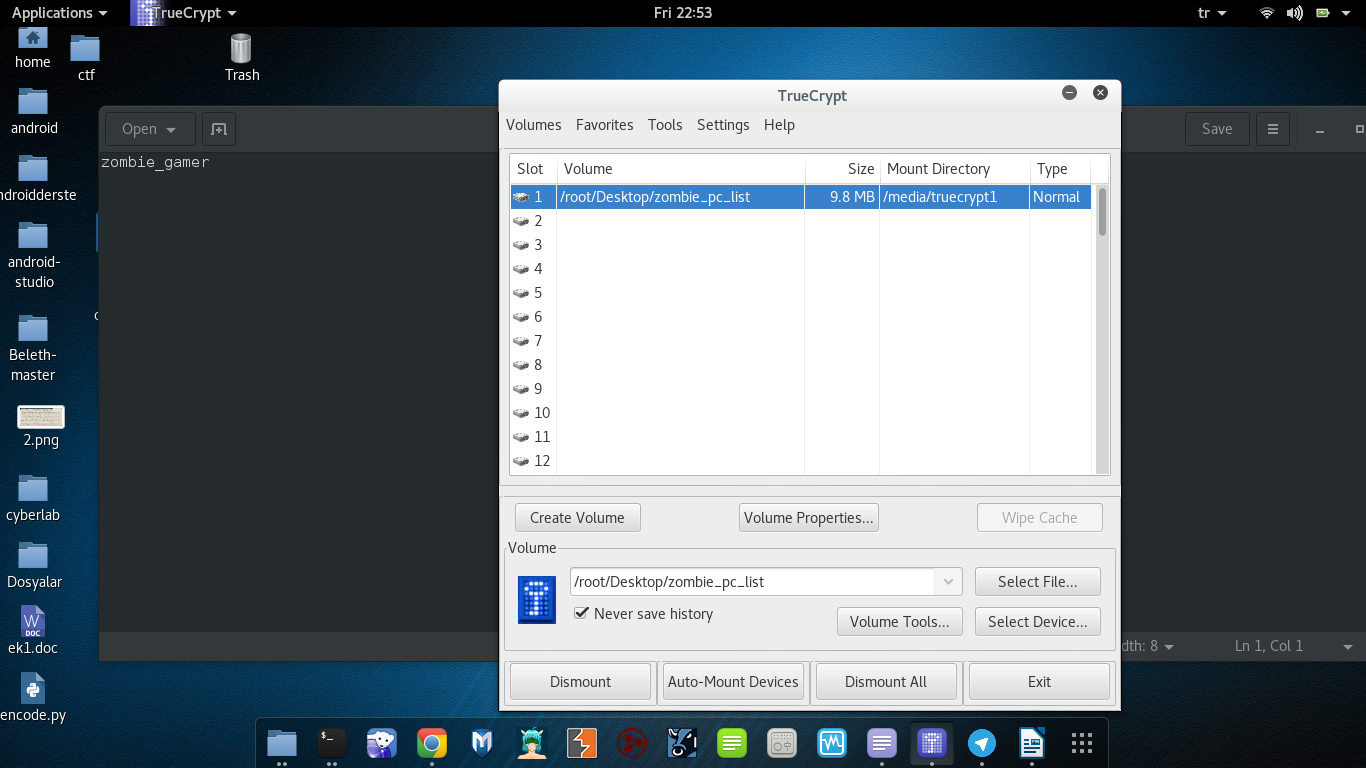 Applications TrueCrypt Fri 22:53 tr
home
ctf
Trash
android
ndroidderste
android-
studio
Beleth-
master
2.png
cyberlab
Dosyalar
W
DOC
ek1.doc
encode.py
Open Save
zombie_gamer
dth: 8 Ln 1, Col 1
TrueCrypt
Volumes Favorites Tools Settings Help
Slot Volume Size Mount Directory Type
1 /root/Desktop/zombie_pc_list 9.8 MB /media/truecrypt1 Normal
2
3
4
5
6
7
8
9
10
11
12
Create Volume Volume Properties... Wipe Cache
Volume
/root/Desktop/zombie_pc_list Select File...
Never save history Volume Tools... Select Device...
Dismount Auto-Mount Devices Dismount All Exit
$_